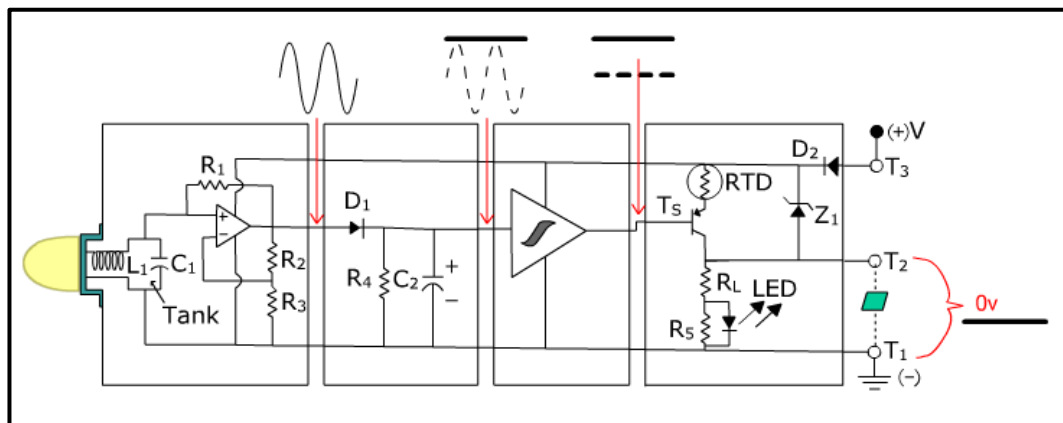 D₂
(+)V
T₃
R₁
RTD
D₁
Tₛ
Z₁
+
−
L₁
C₁
R₂
R₄
C₂
+
−
R_L
LED
T₂
0v
Tank
R₃
R₅
T₁
(−)